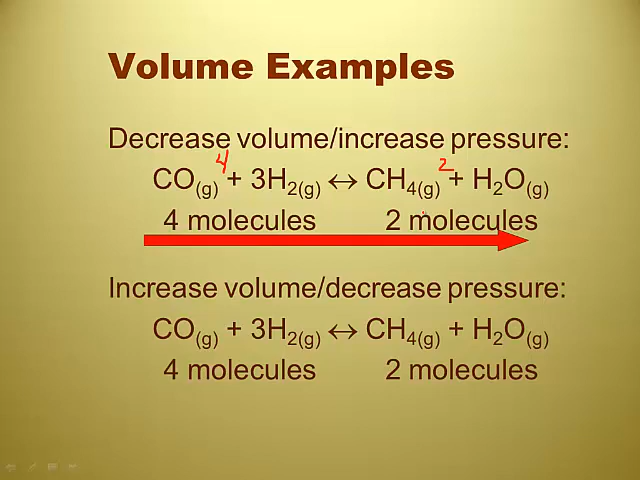 Volume Examples
Decrease volume/increase pressure:
4 2
CO(g) + 3H2(g) ↔ CH4(g) + H2O(g)
4 molecules 2 molecules
Increase volume/decrease pressure:
CO(g) + 3H2(g) ↔ CH4(g) + H2O(g)
4 molecules 2 molecules